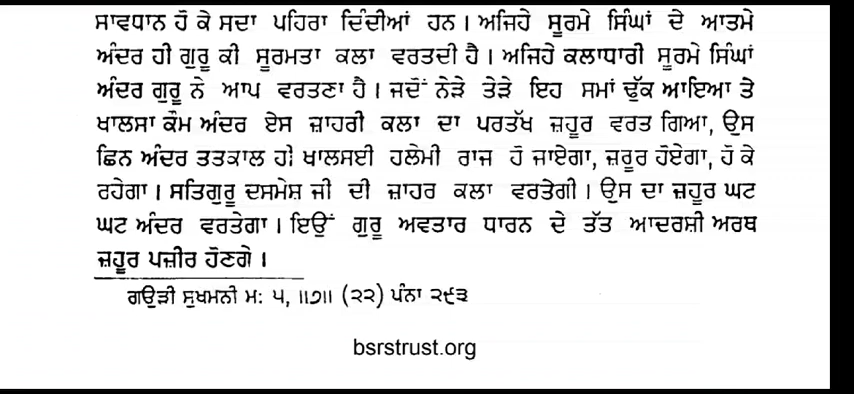 ਸਾਵਧਾਨ ਹੋ ਕੇ ਸਦਾ ਪਹਿਰਾ ਦਿੰਦੀਆਂ ਹਨ । ਅਜਿਹੇ ਸੂਰਮੇ ਸਿੰਘਾਂ ਦੇ ਆਤਮੇ
ਅੰਦਰ ਹੀ ਗੁਰੂ ਕੀ ਸੂਰਮਤਾ ਕਲਾ ਵਰਤਦੀ ਹੈ । ਅਜਿਹੇ ਕਲਾਧਾਰੀ ਸੂਰਮੇ ਸਿੰਘਾਂ
ਅੰਦਰ ਗੁਰੂ ਨੇ ਆਪ ਵਰਤਣਾ ਹੈ । ਜਦੋਂ ਨੇੜੇ ਤੇੜੇ ਇਹ ਸਮਾਂ ਢੁੱਕ ਆਇਆ ਤੇ
ਖਾਲਸਾ ਕੌਮ ਅੰਦਰ ਏਸ ਜ਼ਾਹਰੀ ਕਲਾ ਦਾ ਪਰਤੱਖ ਜ਼ਹੂਰ ਵਰਤ ਗਿਆ, ਉਸ
ਛਿਨ ਅੰਦਰ ਤਤਕਾਲ ਹੀ ਖਾਲਸਈ ਹਲੇਮੀ ਰਾਜ ਹੋ ਜਾਏਗਾ, ਜ਼ਰੂਰ ਹੋਏਗਾ, ਹੋ ਕੇ
ਰਹੇਗਾ । ਸਤਿਗੁਰੂ ਦਸਮੇਸ਼ ਜੀ ਦੀ ਜ਼ਾਹਰ ਕਲਾ ਵਰਤੇਗੀ । ਉਸ ਦਾ ਜ਼ਹੂਰ ਘਟ
ਘਟ ਅੰਦਰ ਵਰਤੇਗਾ । ਇਉਂ ਗੁਰੂ ਅਵਤਾਰ ਧਾਰਨ ਦੇ ਤੱਤ ਆਦਰਸ਼ੀ ਅਰਥ
ਜ਼ਹੂਰ ਪਜ਼ੀਰ ਹੋਣਗੇ ।
ਗਉੜੀ ਸੁਖਮਨੀ ਮ: ੫, ॥੭॥ (੨੨) ਪੰਨਾ ੨੯੩
bsrstrust.org